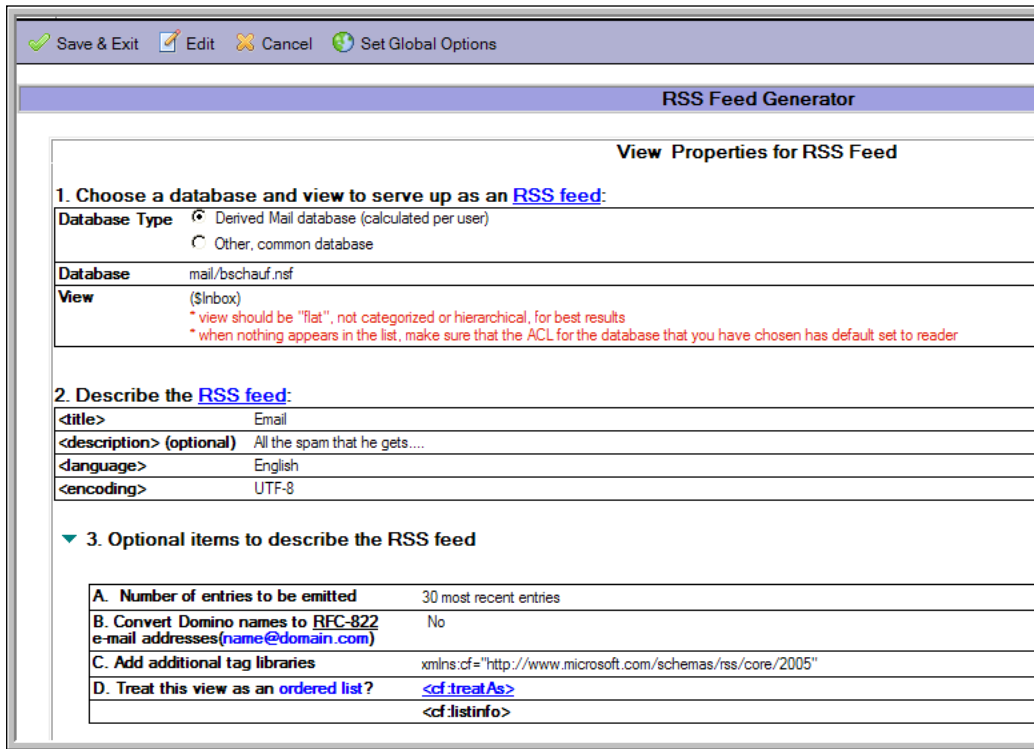 Save & Exit Edit Cancel Set Global Options
RSS Feed Generator
View Properties for RSS Feed
1. Choose a database and view to serve up as an RSS feed:
Database Type Derived Mail database (calculated per user)
Other, common database
Database mail/bschauf.nsf
View ($Inbox)
* view should be "flat", not categorized or hierarchical, for best results
* when nothing appears in the list, make sure that the ACL for the database that you have chosen has default set to reader
2. Describe the RSS feed:
<title> Email
<description> (optional) All the spam that he gets....
<language> English
<encoding> UTF-8
3. Optional items to describe the RSS feed
A. Number of entries to be emitted 30 most recent entries
B. Convert Domino names to RFC-822 No
e-mail addresses(name@domain.com)
C. Add additional tag libraries xmlns:cf="http://www.microsoft.com/schemas/rss/core/2005"
D. Treat this view as an ordered list? <cf:treatAs>
<cf:listinfo>